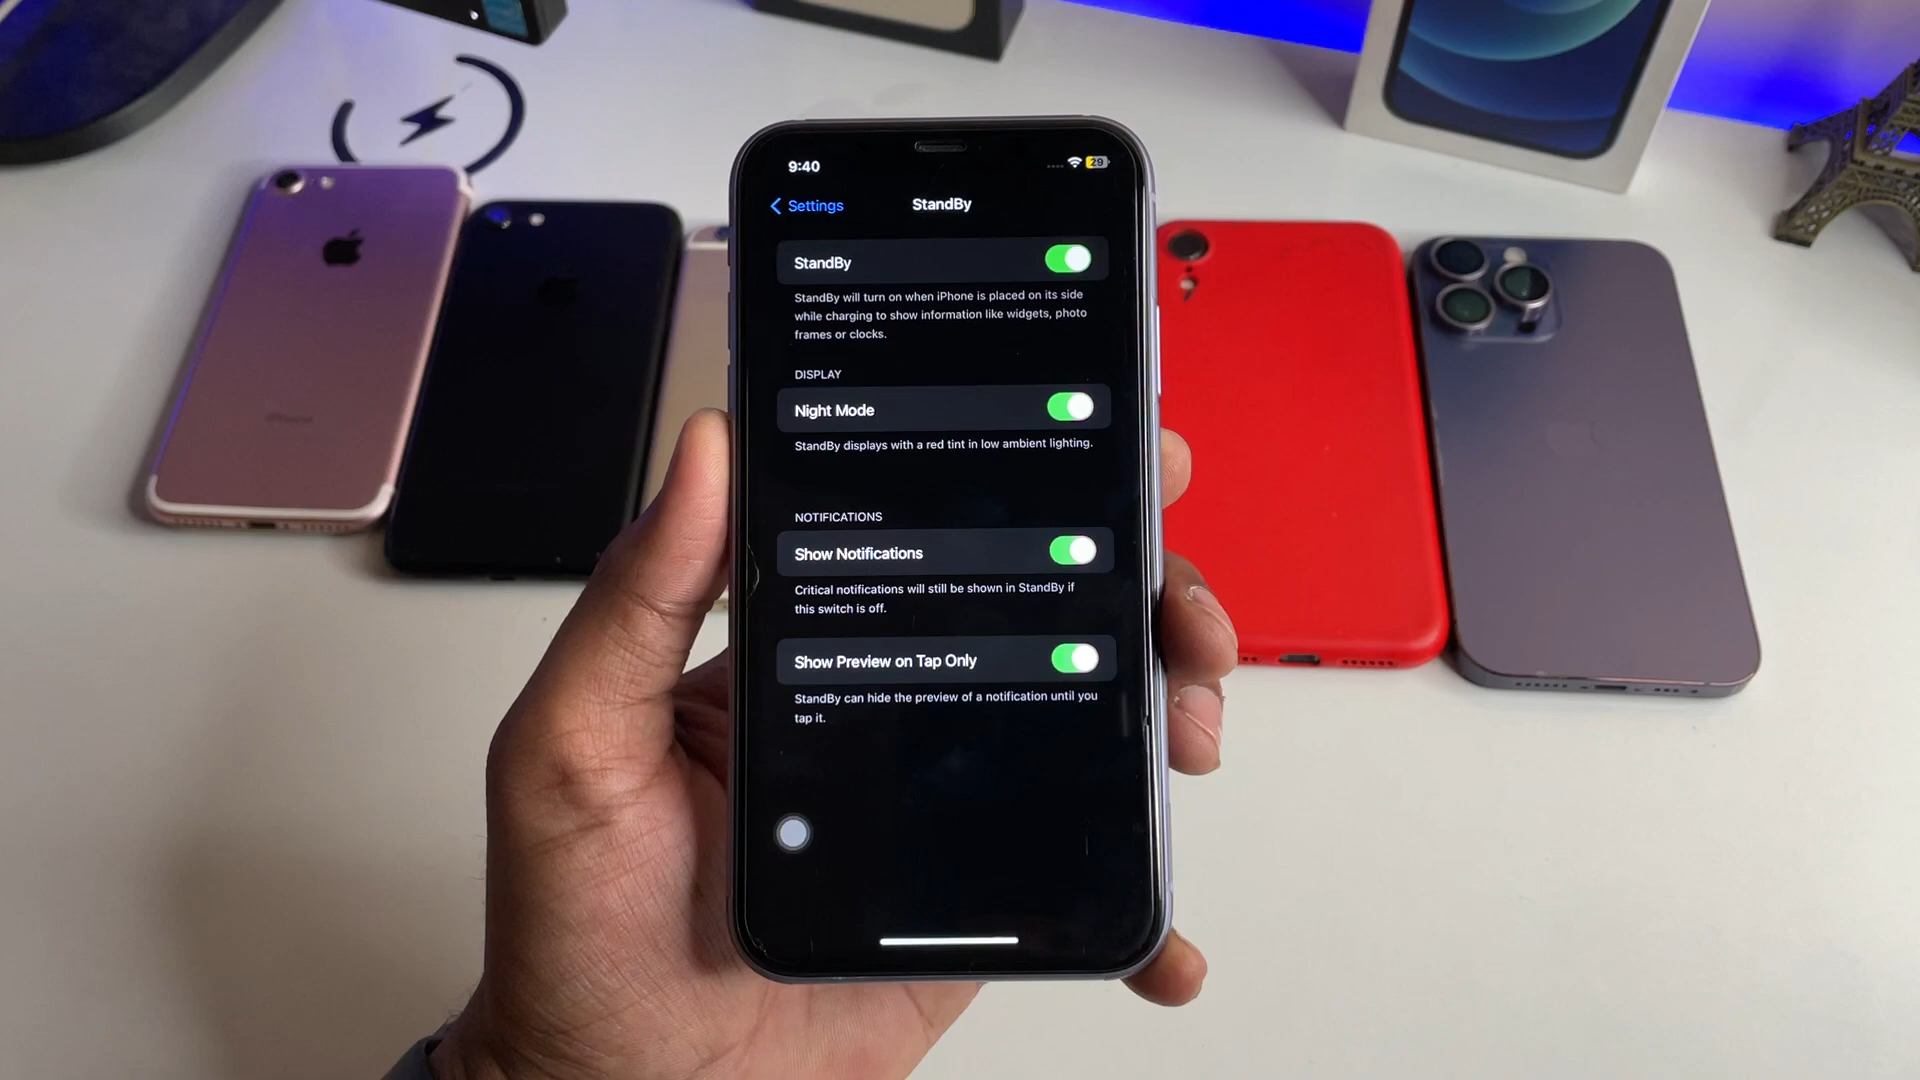 9:40
29
Settings
StandBy
StandBy
StandBy will turn on when iPhone is placed on its side
while charging to show information like widgets, photo
frames or clocks.
DISPLAY
Night Mode
StandBy displays with a red tint in low ambient lighting.
NOTIFICATIONS
Show Notifications
Critical notifications will still be shown in StandBy if
this switch is off.
Show Preview on Tap Only
StandBy can hide the preview of a notification until you
tap it.
iPhone